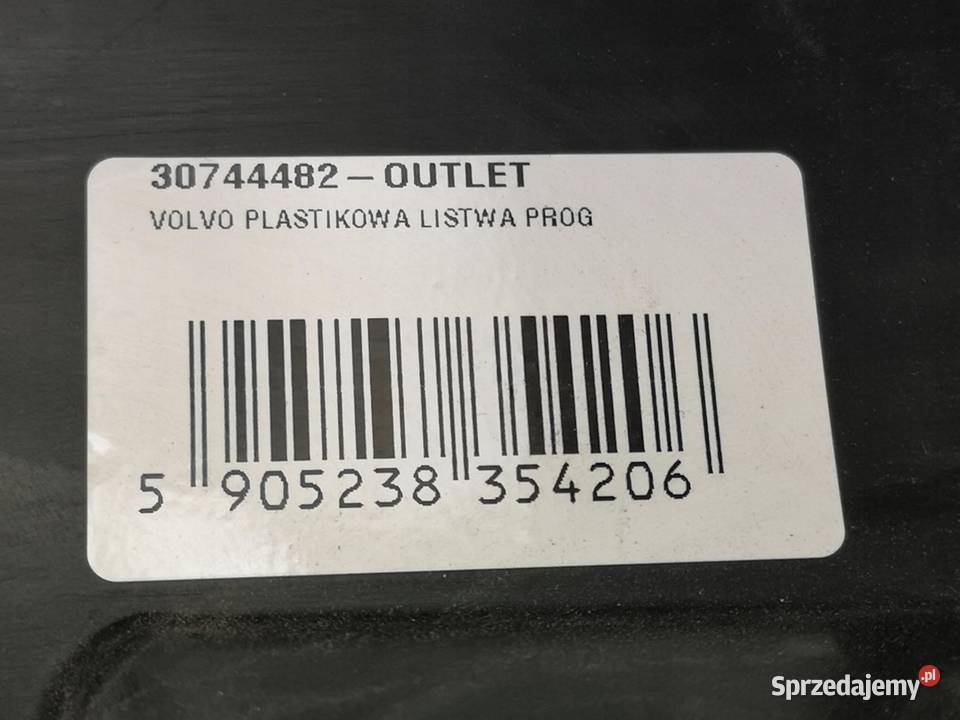 30744482-OUTLET
VOLVO PLASTIKOWA LISTWA PROG
5 905238 354206
Sprzedajemy.pl